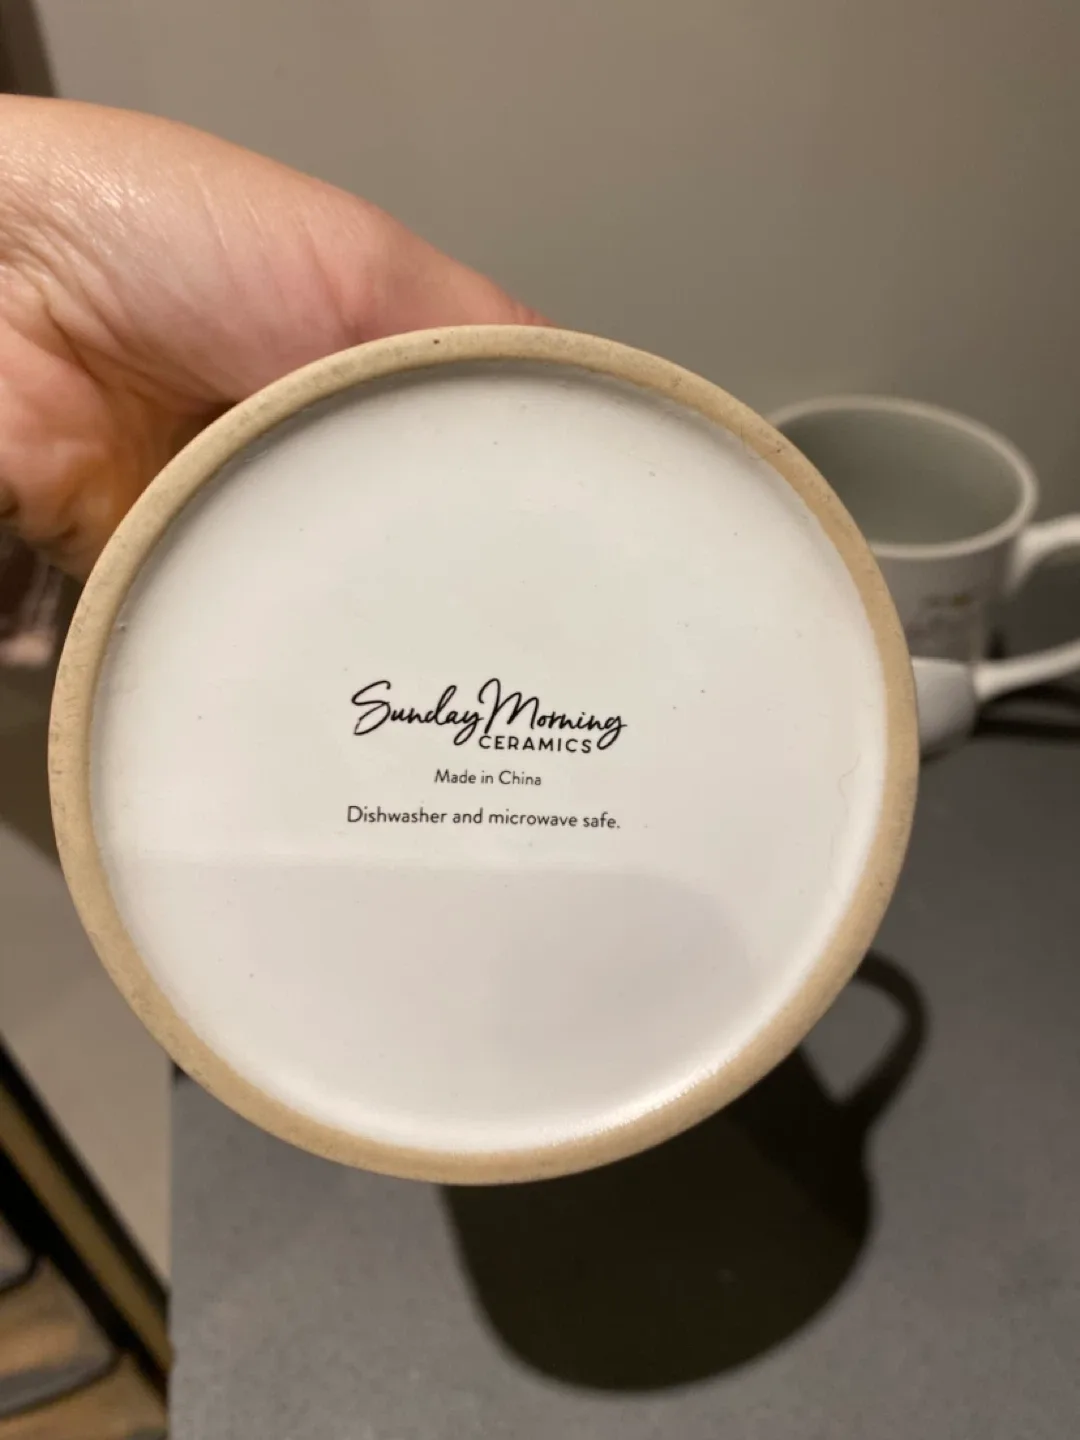 Sunday Morning
CERAMICS
Made in China
Dishwasher and microwave safe.